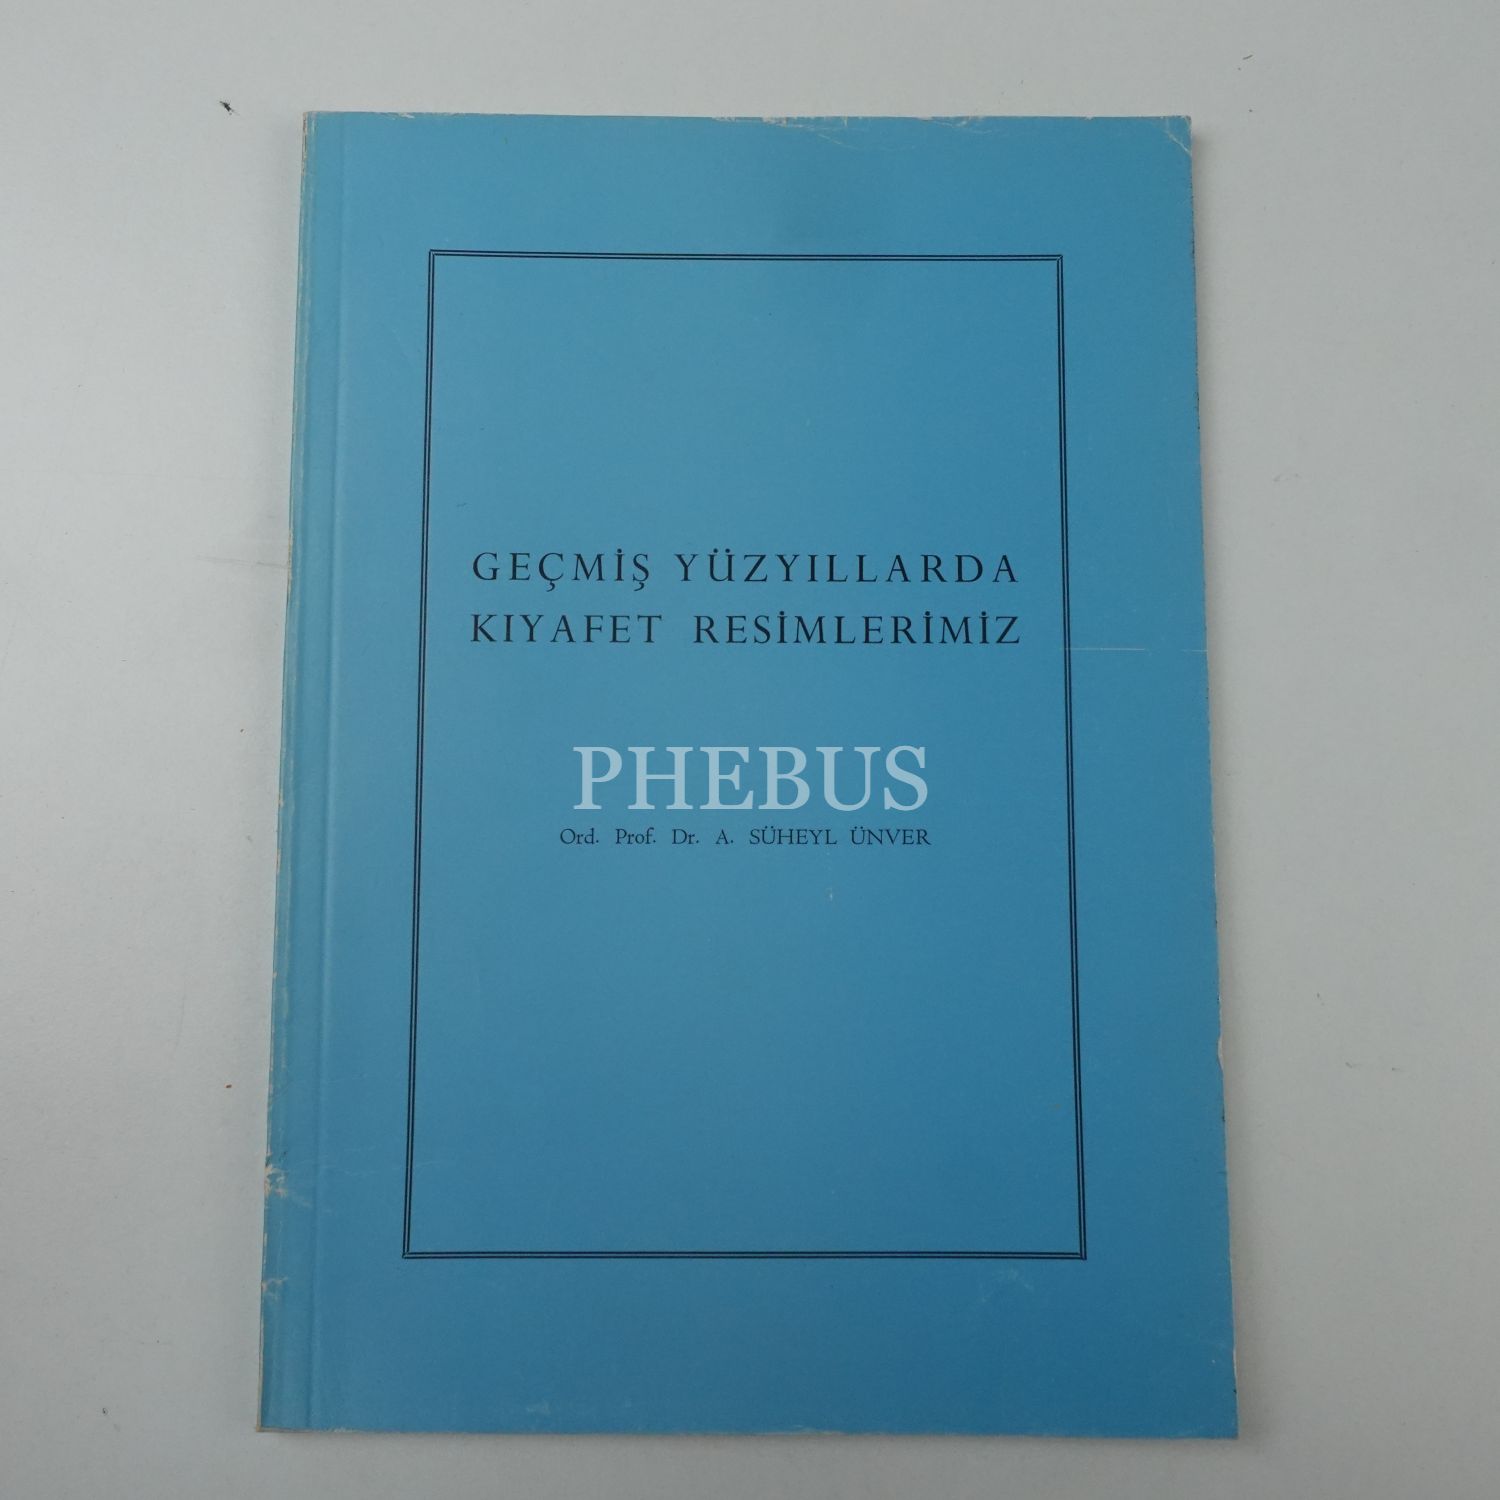 GEÇMİŞ YÜZYILLARDA
KIYAFET RESİMLERİMİZ
PHEBUS
Ord. Prof. Dr. A. SÜHEYL ÜNVER